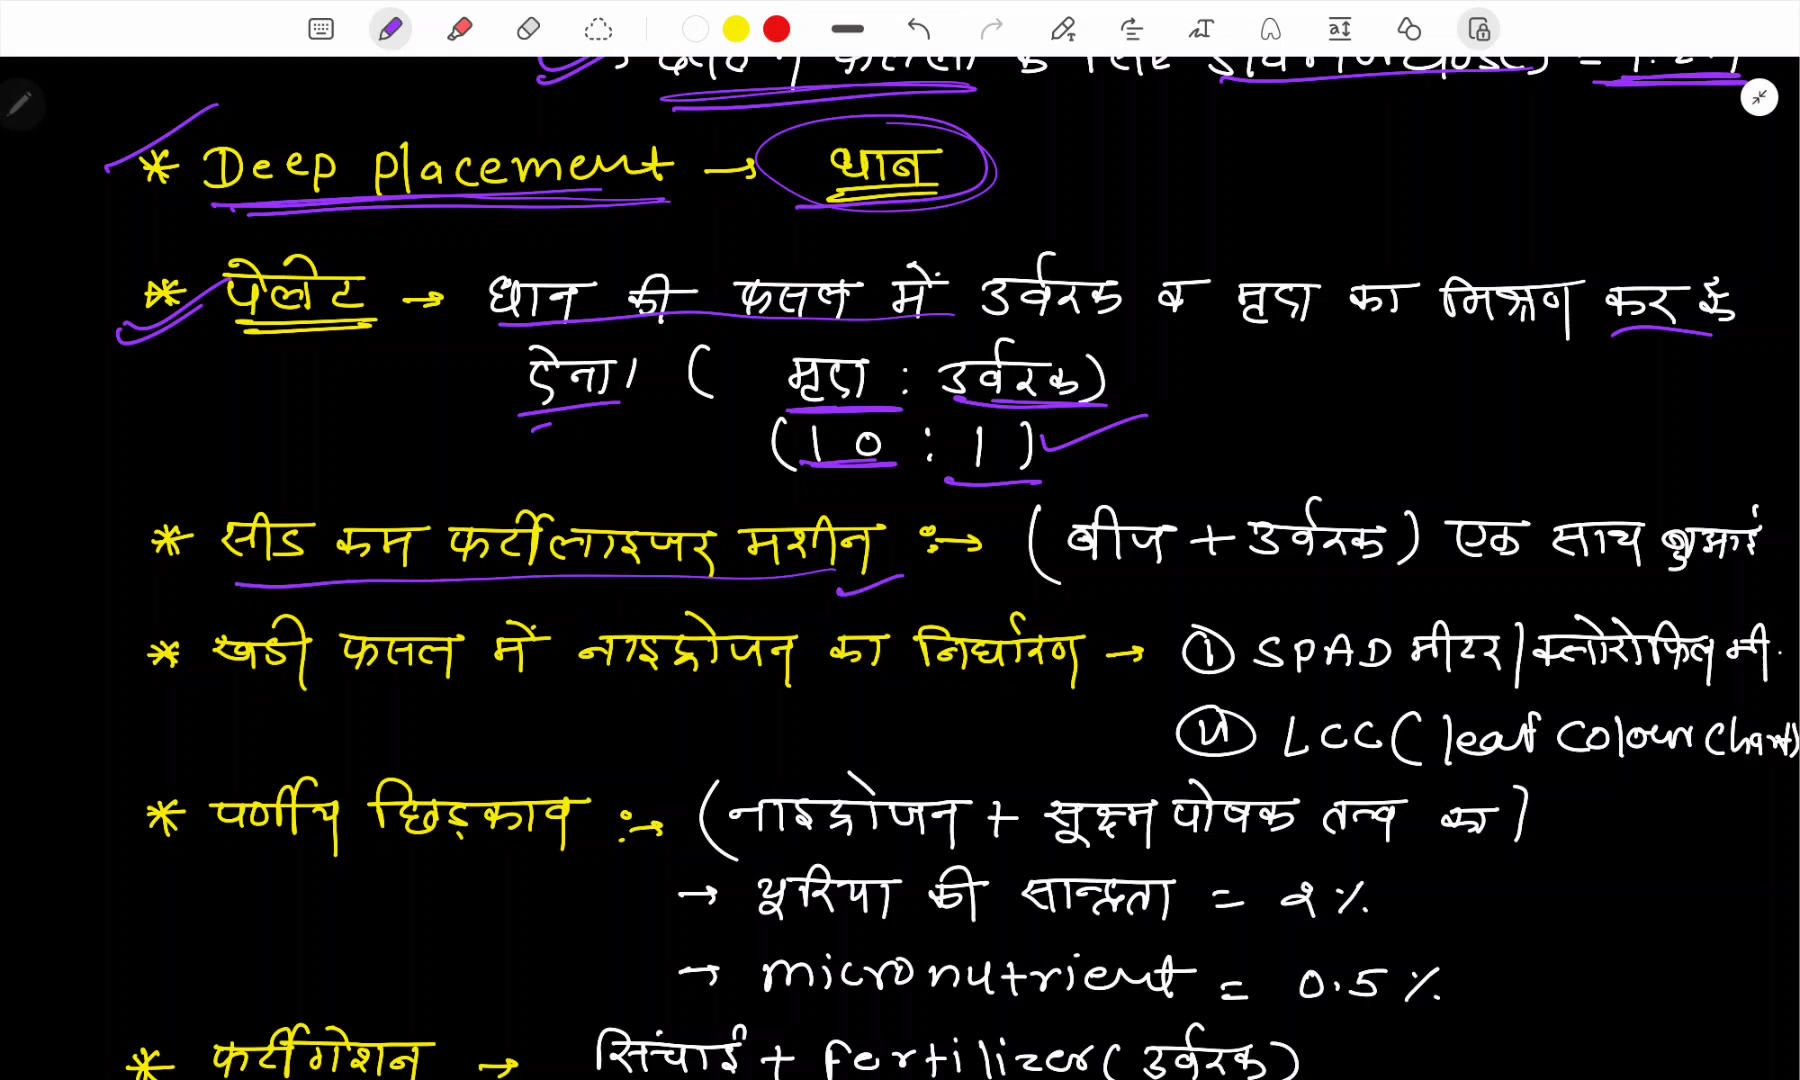 * Deep placement → धान
* पेलेट → धान की फसल में उर्वरक व मृदा का मिश्रण कर के
देना। ( मृदा : उर्वरक)
(10 : 1)
* सीड कम फर्टीलाइजर मशीन :→ (बीज + उर्वरक) एक साथ बुआई
* खडी फसल में नाइट्रोजन का निर्धारण → (i) SPAD मीटर / क्लोरोफिल मी.
(ii) LCC (leaf Colour Chart)
* पर्णीय छिड़काव :→ (नाइट्रोजन + सूक्ष्म पोषक तत्व का)
→ यूरिया की सान्द्रता = 2%
→ micronutrient = 0.5%
* फर्टीगेशन → सिंचाई + fertilizer (उर्वरक)